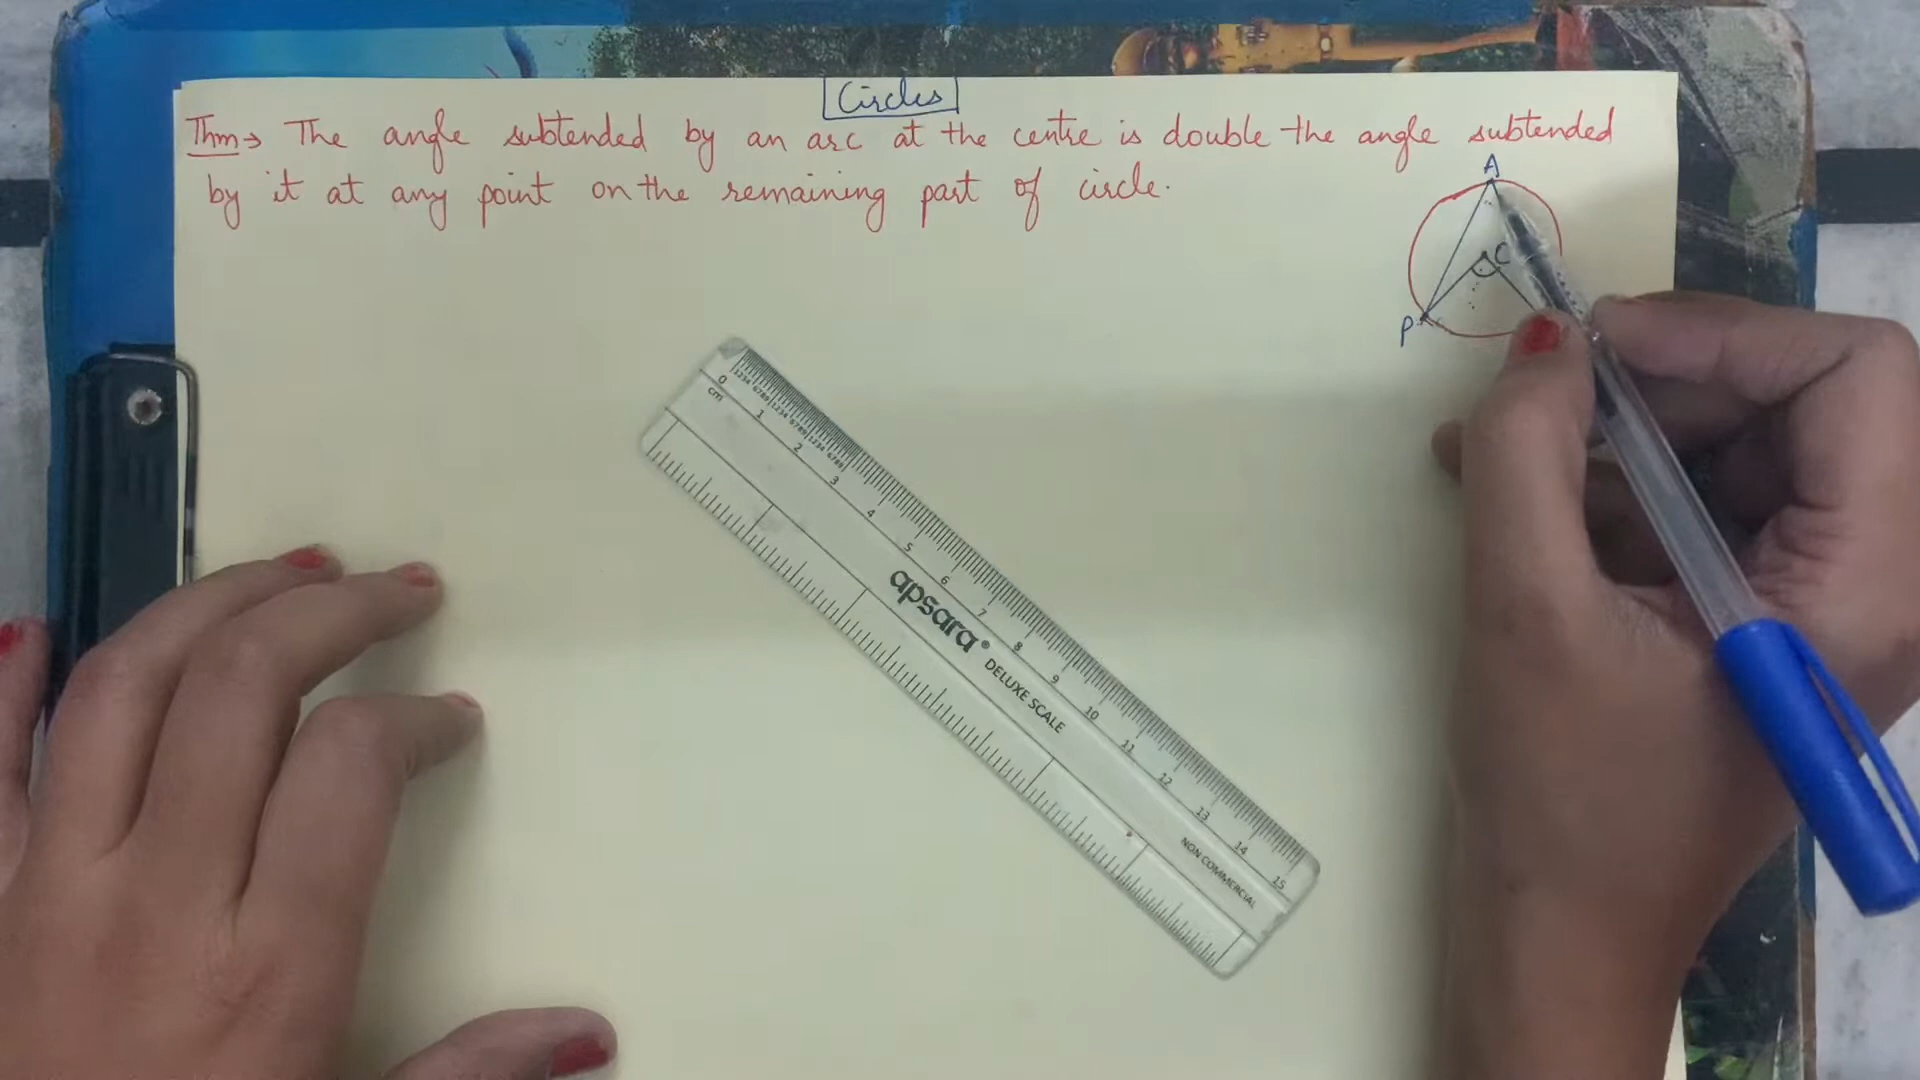 Circles
Thm→ The angle subtended by an arc at the centre is double the angle subtended
by it at any point on the remaining part of circle.
A
C
P
0 1 2 3 4 5 6 7 8 9 10 11 12 13 14 15
cm
apsara® DELUXE SCALE
NON COMMERCIAL